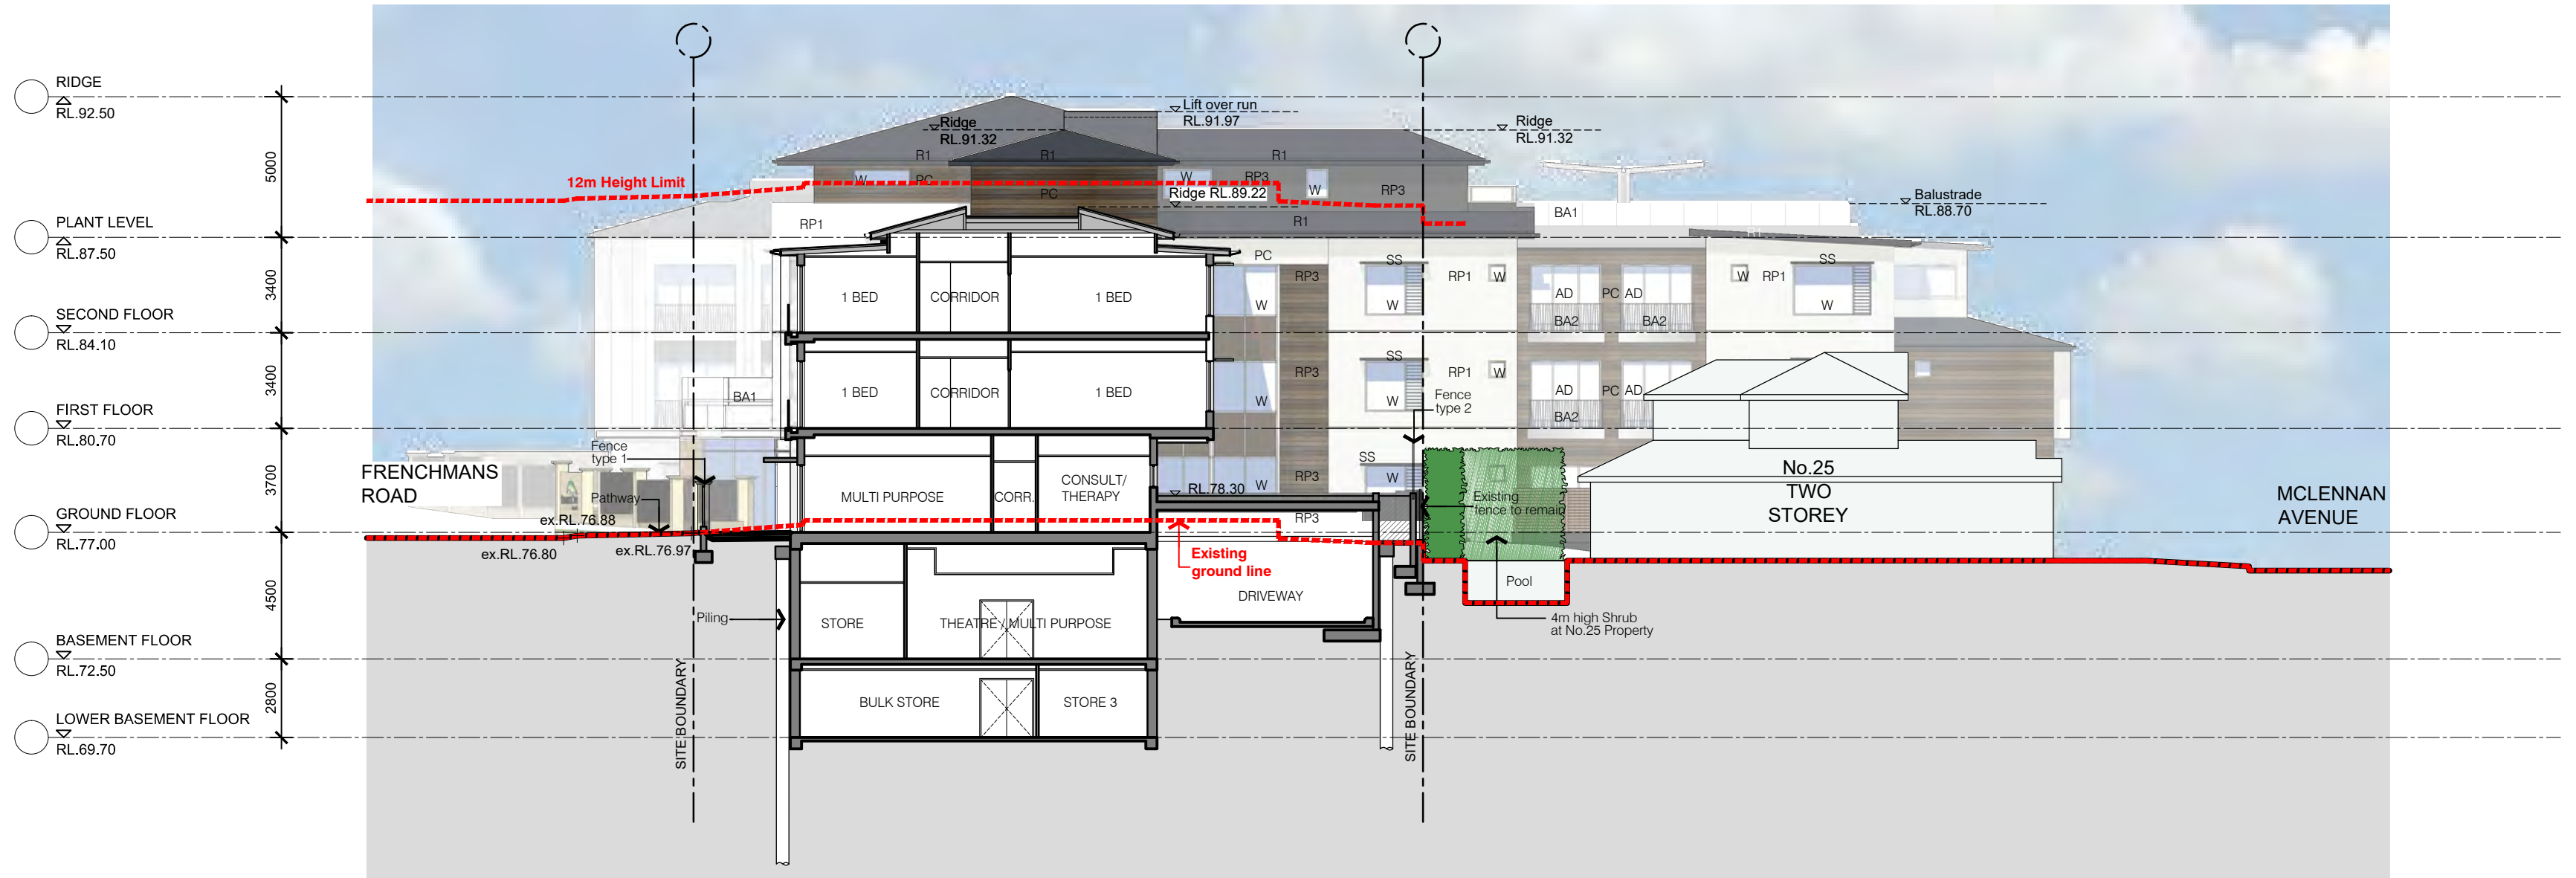 RIDGE
RL.92.50
5000
PLANT LEVEL
RL.87.50
3400
SECOND FLOOR
RL.84.10
3400
FIRST FLOOR
RL.80.70
3700
GROUND FLOOR
RL.77.00
4500
BASEMENT FLOOR
RL.72.50
2800
LOWER BASEMENT FLOOR
RL.69.70
Lift over run
RL.91.97
Ridge
RL.91.32
Ridge
RL.91.32
R1
R1
R1
12m Height Limit
W
PC
PC
W
RP3
W
RP3
Ridge RL.89.22
Balustrade
RL.88.70
BA1
RP1
R1
PC
RP3
SS
RP1
W
W
RP1
SS
1 BED
CORRIDOR
1 BED
W
W
AD
PC
AD
W
BA2
BA2
SS
RP3
RP1
W
1 BED
CORRIDOR
1 BED
BA1
W
W
Fence
type 2
AD
PC
AD
BA2
Fence
type 1
FRENCHMANS
ROAD
SS
RP3
W
W
MULTI PURPOSE
CORR.
CONSULT/
THERAPY
RL.78.30
Pathway
Existing
fence to remain
No.25
TWO
STOREY
MCLENNAN
AVENUE
ex.RL.76.88
RP3
ex.RL.76.80
ex.RL.76.97
Existing
ground line
Pool
DRIVEWAY
Piling
STORE
THEATRE / MULTI PURPOSE
4m high Shrub
at No.25 Property
SITE BOUNDARY
SITE BOUNDARY
BULK STORE
STORE 3